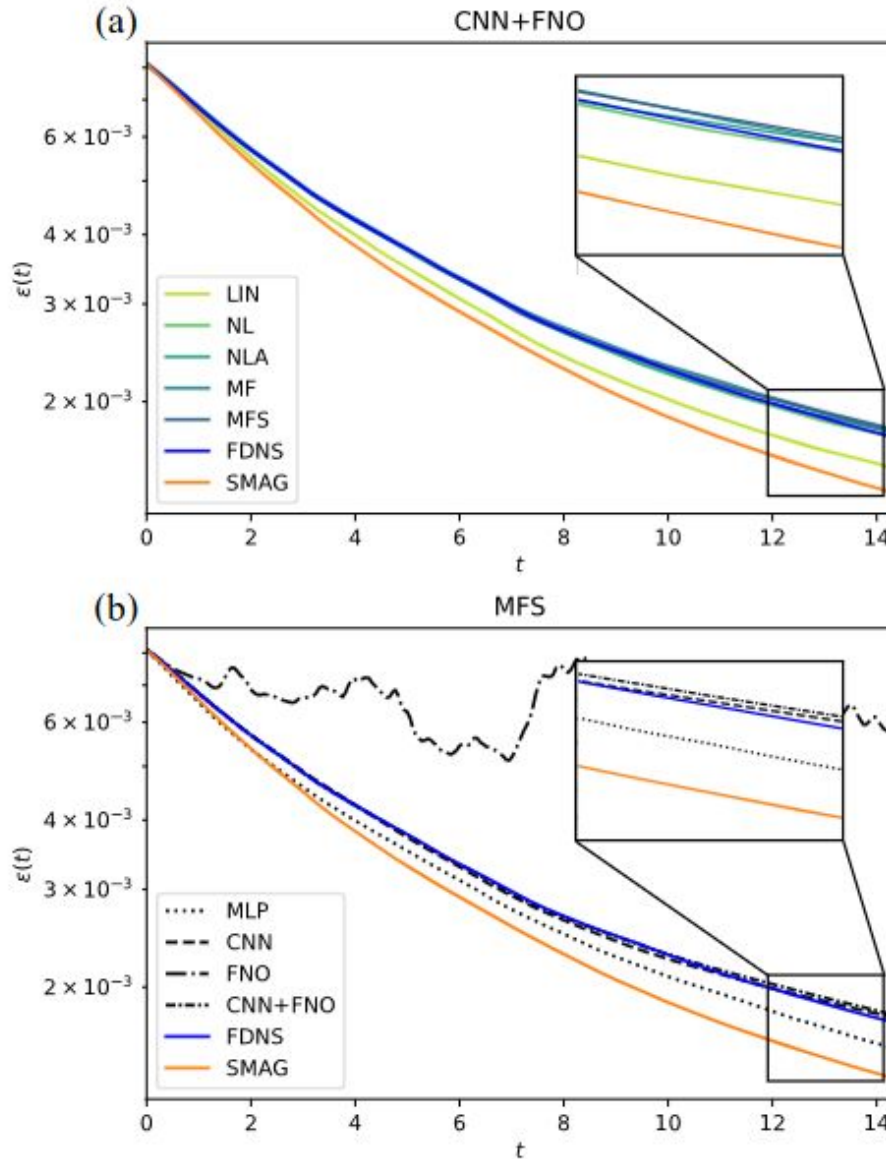 (a)
CNN+FNO
6 × 10⁻³
4 × 10⁻³
3 × 10⁻³
2 × 10⁻³
ε(t)
LIN
NL
NLA
MF
MFS
FDNS
SMAG
0 2 4 6 8 10 12 14
t
(b)
MFS
6 × 10⁻³
4 × 10⁻³
3 × 10⁻³
2 × 10⁻³
ε(t)
MLP
CNN
FNO
CNN+FNO
FDNS
SMAG
0 2 4 6 8 10 12 14
t